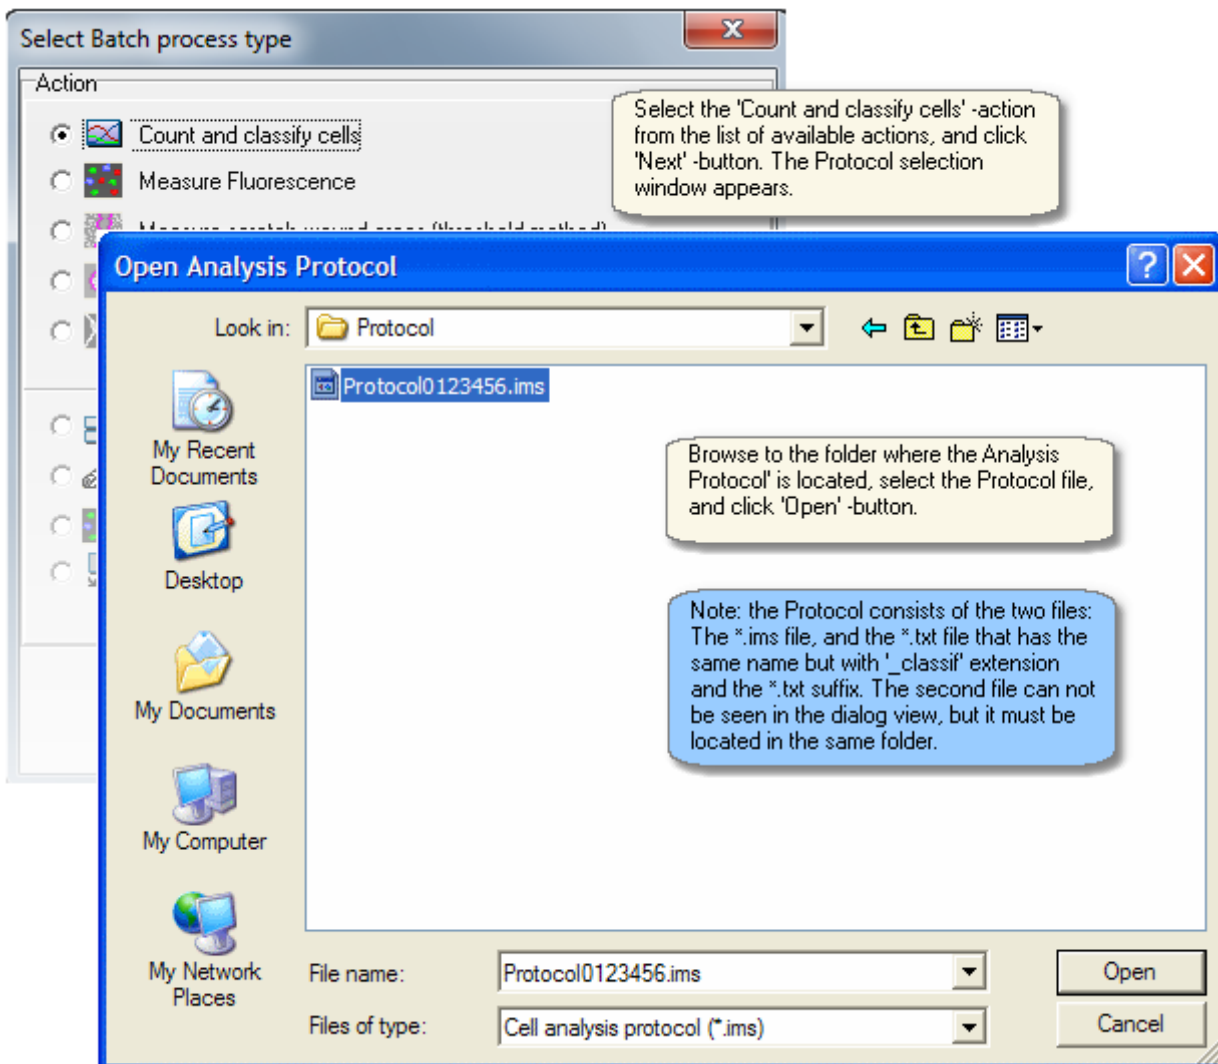 Select Batch process type
Action
Count and classify cells
Measure Fluorescence
Measure scratch wound areas (threshold method)
Select the 'Count and classify cells' -action
from the list of available actions, and click
'Next' -button. The Protocol selection
window appears.
Open Analysis Protocol
Look in:
Protocol
Protocol0123456.ims
My Recent
Documents
Desktop
My Documents
My Computer
My Network
Places
Browse to the folder where the Analysis
Protocol' is located, select the Protocol file,
and click 'Open' -button.
Note: the Protocol consists of the two files:
The *.ims file, and the *.txt file that has the
same name but with '_classif' extension
and the *.txt suffix. The second file can not
be seen in the dialog view, but it must be
located in the same folder.
File name:
Protocol0123456.ims
Open
Files of type:
Cell analysis protocol (*.ims)
Cancel